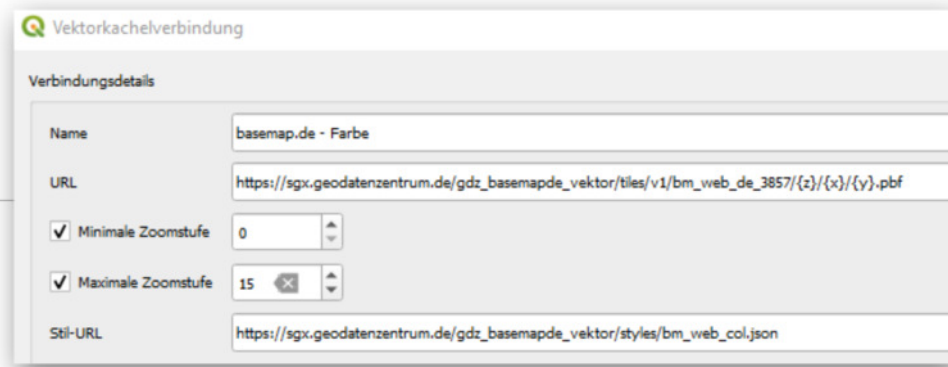 Vektorkachelverbindung
Verbindungsdetails
Name basemap.de - Farbe
URL https://sgx.geodatenzentrum.de/gdz_basemapde_vektor/tiles/v1/bm_web_de_3857/{z}/{x}/{y}.pbf
Minimale Zoomstufe 0
Maximale Zoomstufe 15
Stil-URL https://sgx.geodatenzentrum.de/gdz_basemapde_vektor/styles/bm_web_col.json